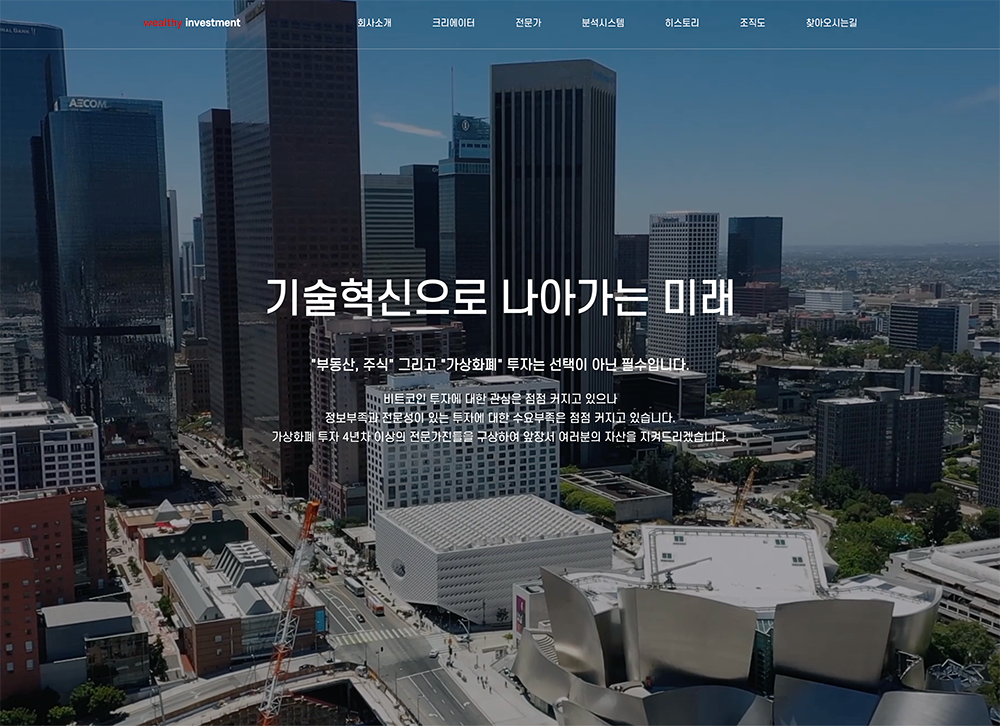 wealthy investment
회사소개 크리에이터 전문가 분석시스템 히스토리 조직도 찾아오시는길
AECOM
기술혁신으로 나아가는 미래
"부동산, 주식" 그리고 "가상화폐" 투자는 선택이 아닌 필수입니다.
비트코인 투자에 대한 관심은 점점 커지고 있으나
정보부족과 전문성이 있는 투자에 대한 수요부족은 점점 커지고 있습니다.
가상화폐 투자 4년차 이상의 전문가진들을 구상하여 앞장서 여러분의 자산을 지켜드리겠습니다.